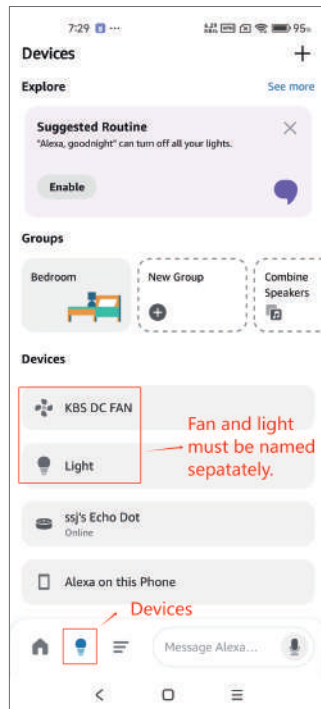 7:29 ... 95%
Devices +
Explore See more
Suggested Routine
"Alexa, goodnight" can turn off all your lights.
Enable
Groups
Bedroom
New Group
Combine
Speakers
Devices
KBS DC FAN
Light
Fan and light
must be named
sepatately.
ssj's Echo Dot
Online
Alexa on this Phone
Devices
Message Alexa...